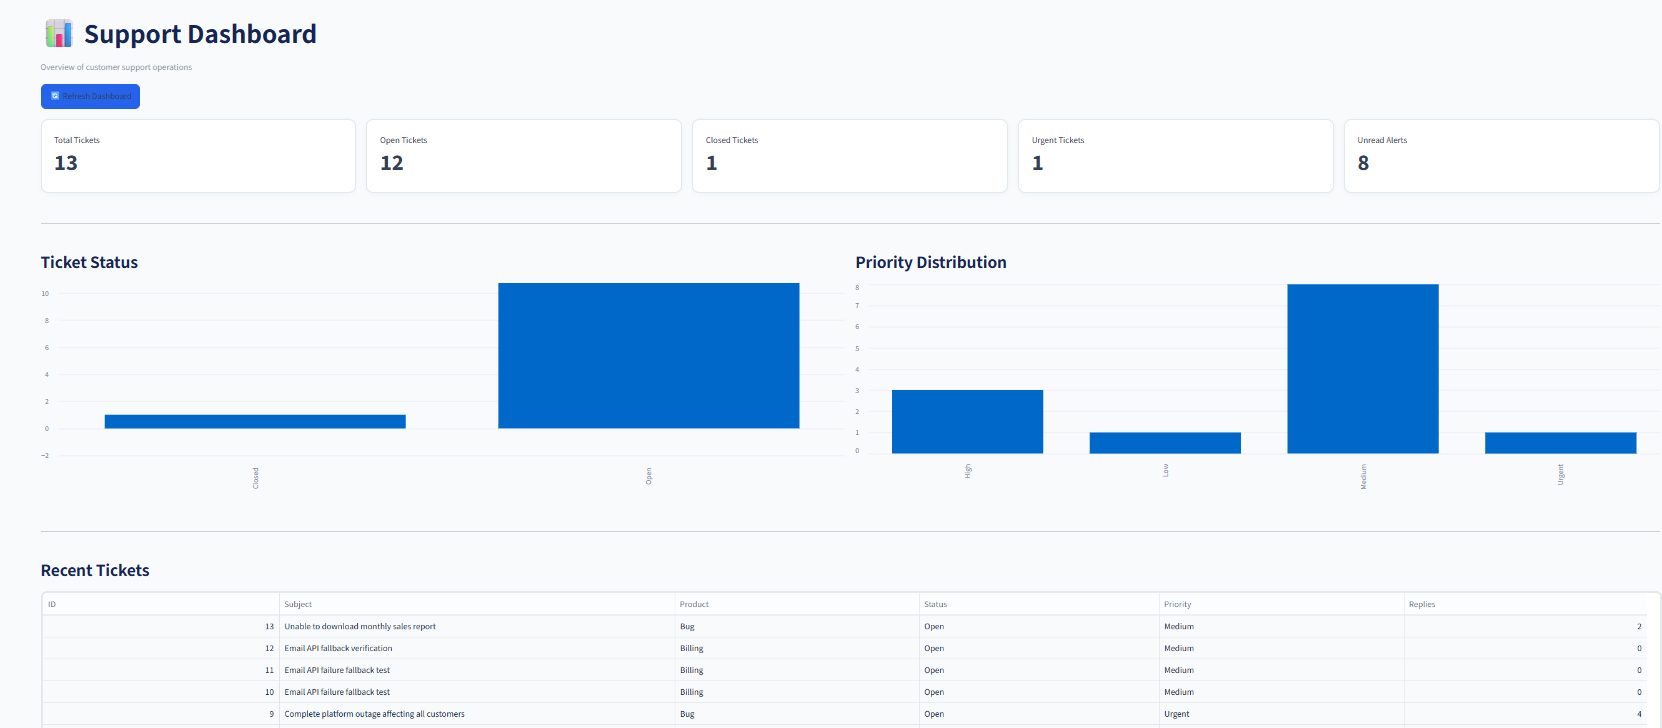 Support Dashboard
Overview of customer support operations
Refresh Dashboard
Total Tickets
13
Open Tickets
12
Closed Tickets
1
Urgent Tickets
1
Unread Alerts
8
Ticket Status
10
8
6
4
2
0
−2
Closed
Open
Priority Distribution
8
7
6
5
4
3
2
1
0
High
Low
Medium
Urgent
Recent Tickets
ID Subject Product Status Priority Replies
13 Unable to download monthly sales report Bug Open Medium 2
12 Email API fallback verification Billing Open Medium 0
11 Email API failure fallback test Billing Open Medium 0
10 Email API failure fallback test Billing Open Medium 0
9 Complete platform outage affecting all customers Bug Open Urgent 4